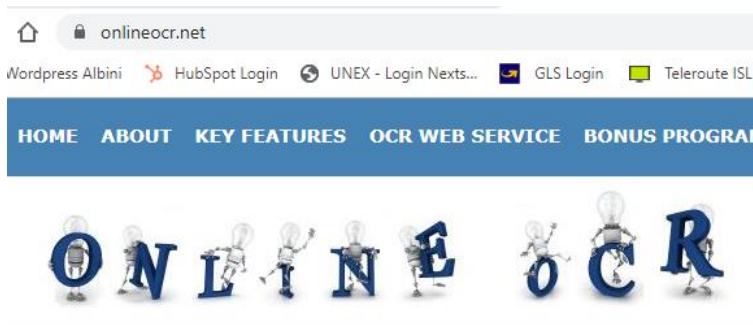 onlineocr.net
Wordpress Albini HubSpot Login UNEX - Login Nexts... GLS Login Teleroute ISL
HOME ABOUT KEY FEATURES OCR WEB SERVICE BONUS PROGRA
ONLINE OCR